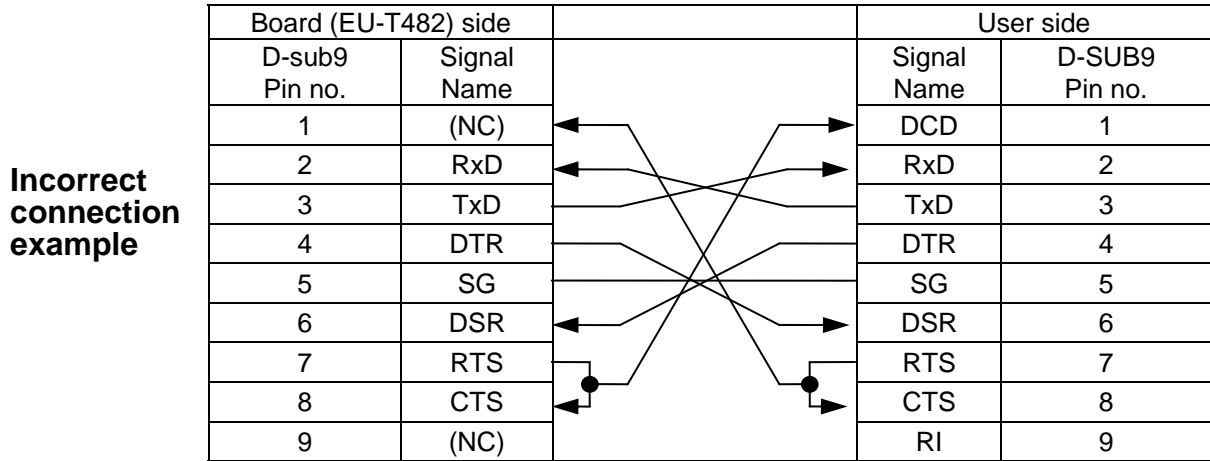 Incorrect
connection
example
Board (EU-T482) side User side
D-sub9 Signal Signal D-SUB9
Pin no. Name Name Pin no.
1 (NC) DCD 1
2 RxD RxD 2
3 TxD TxD 3
4 DTR DTR 4
5 SG SG 5
6 DSR DSR 6
7 RTS RTS 7
8 CTS CTS 8
9 (NC) RI 9